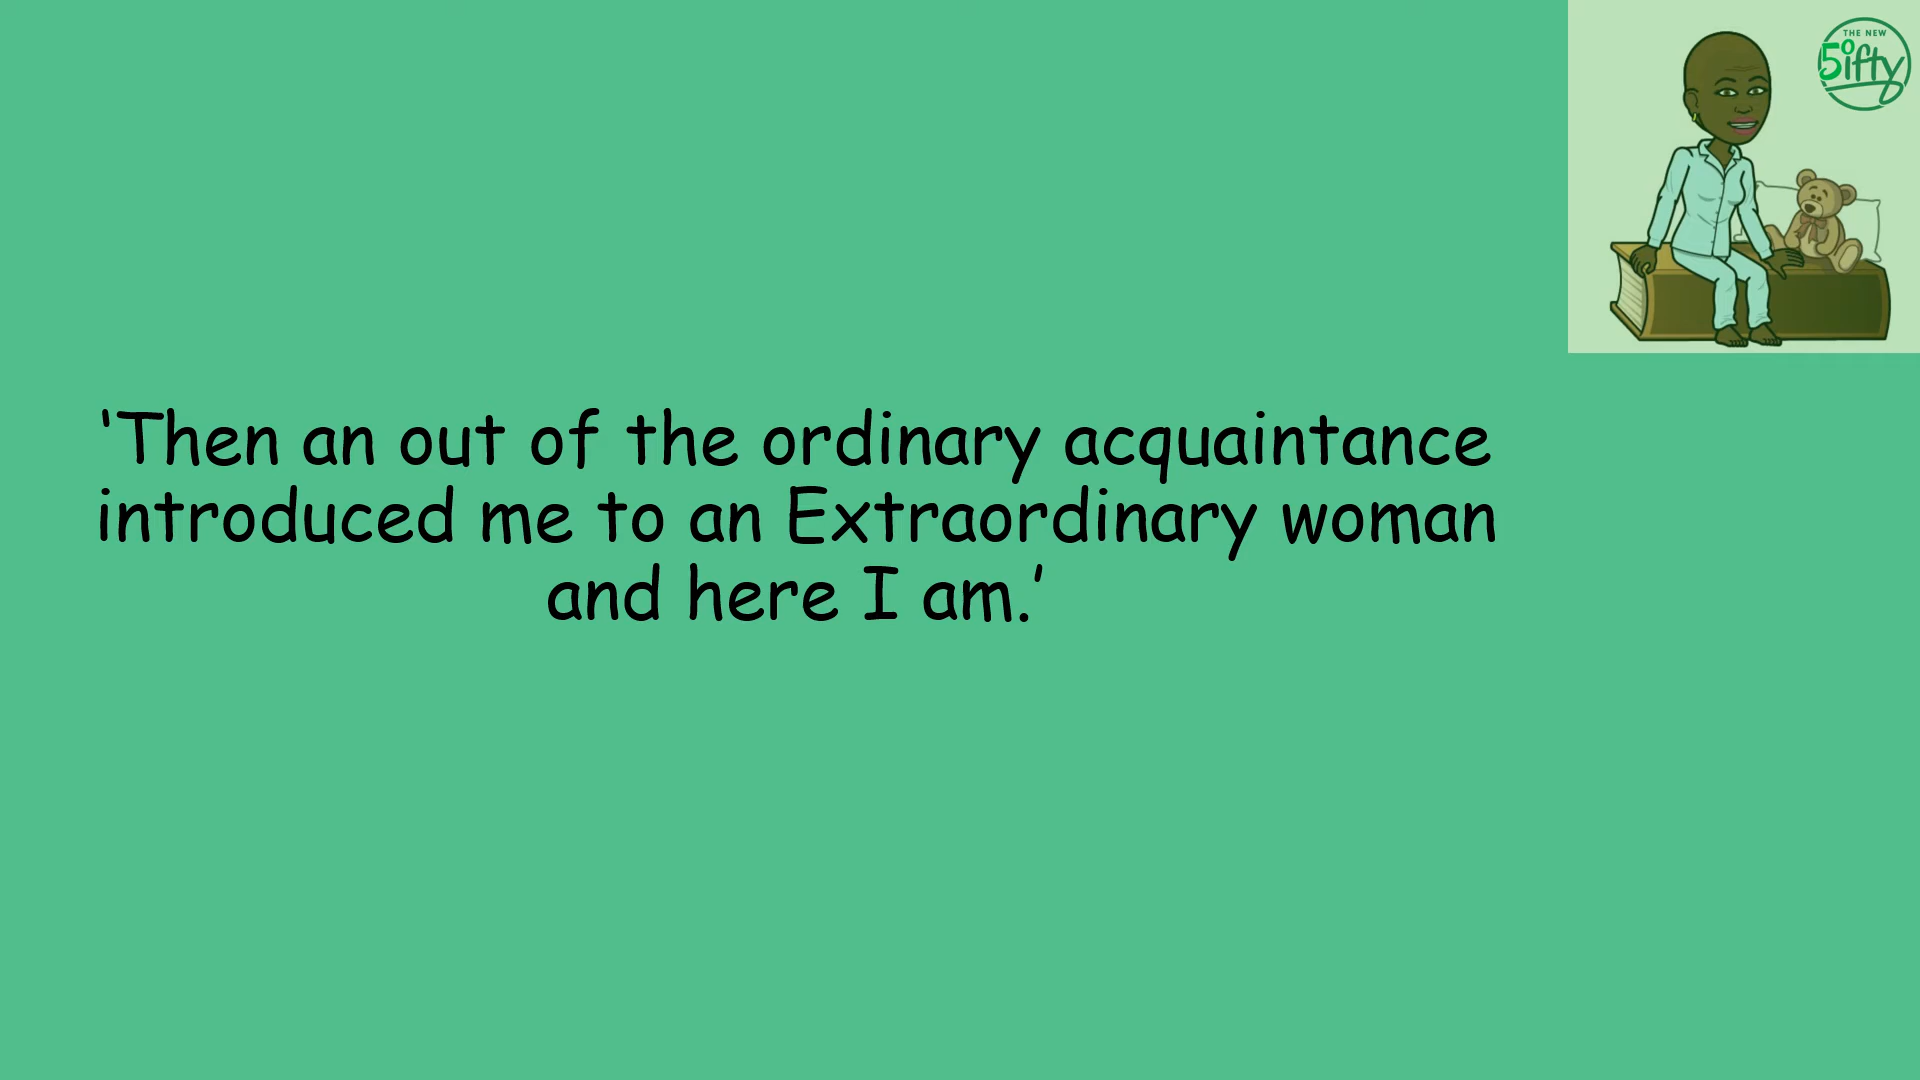 THE NEW
5ifty
‘Then an out of the ordinary acquaintance
introduced me to an Extraordinary woman
and here I am.’